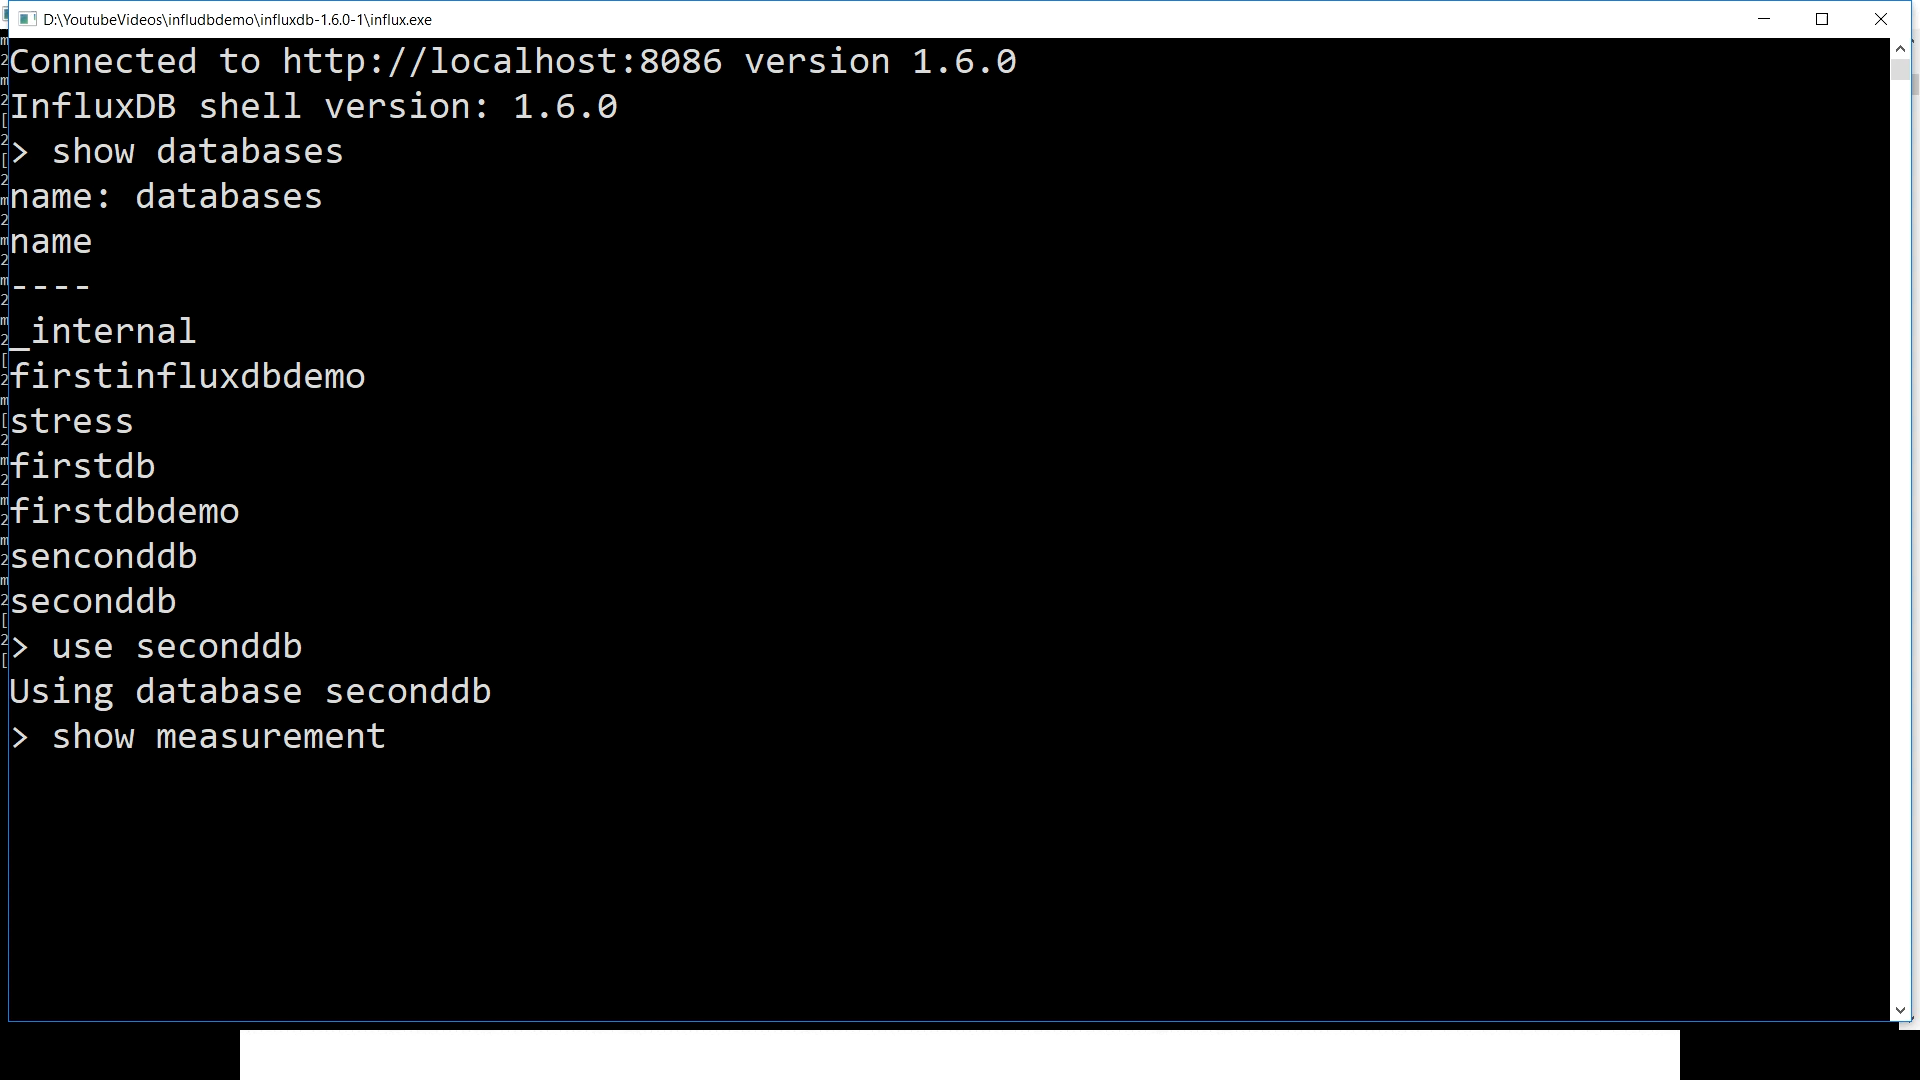 D:\YoutubeVideos\infludbdemo\influxdb-1.6.0-1\influx.exe
Connected to http://localhost:8086 version 1.6.0
InfluxDB shell version: 1.6.0
> show databases
name: databases
name
----
_internal
firstinfluxdbdemo
stress
firstdb
firstdbdemo
senconddb
seconddb
> use seconddb
Using database seconddb
> show measurement